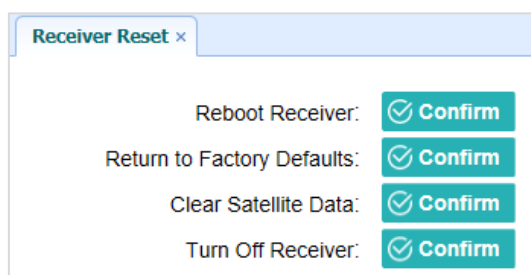 Receiver Reset ×
Reboot Receiver: Confirm
Return to Factory Defaults: Confirm
Clear Satellite Data: Confirm
Turn Off Receiver: Confirm